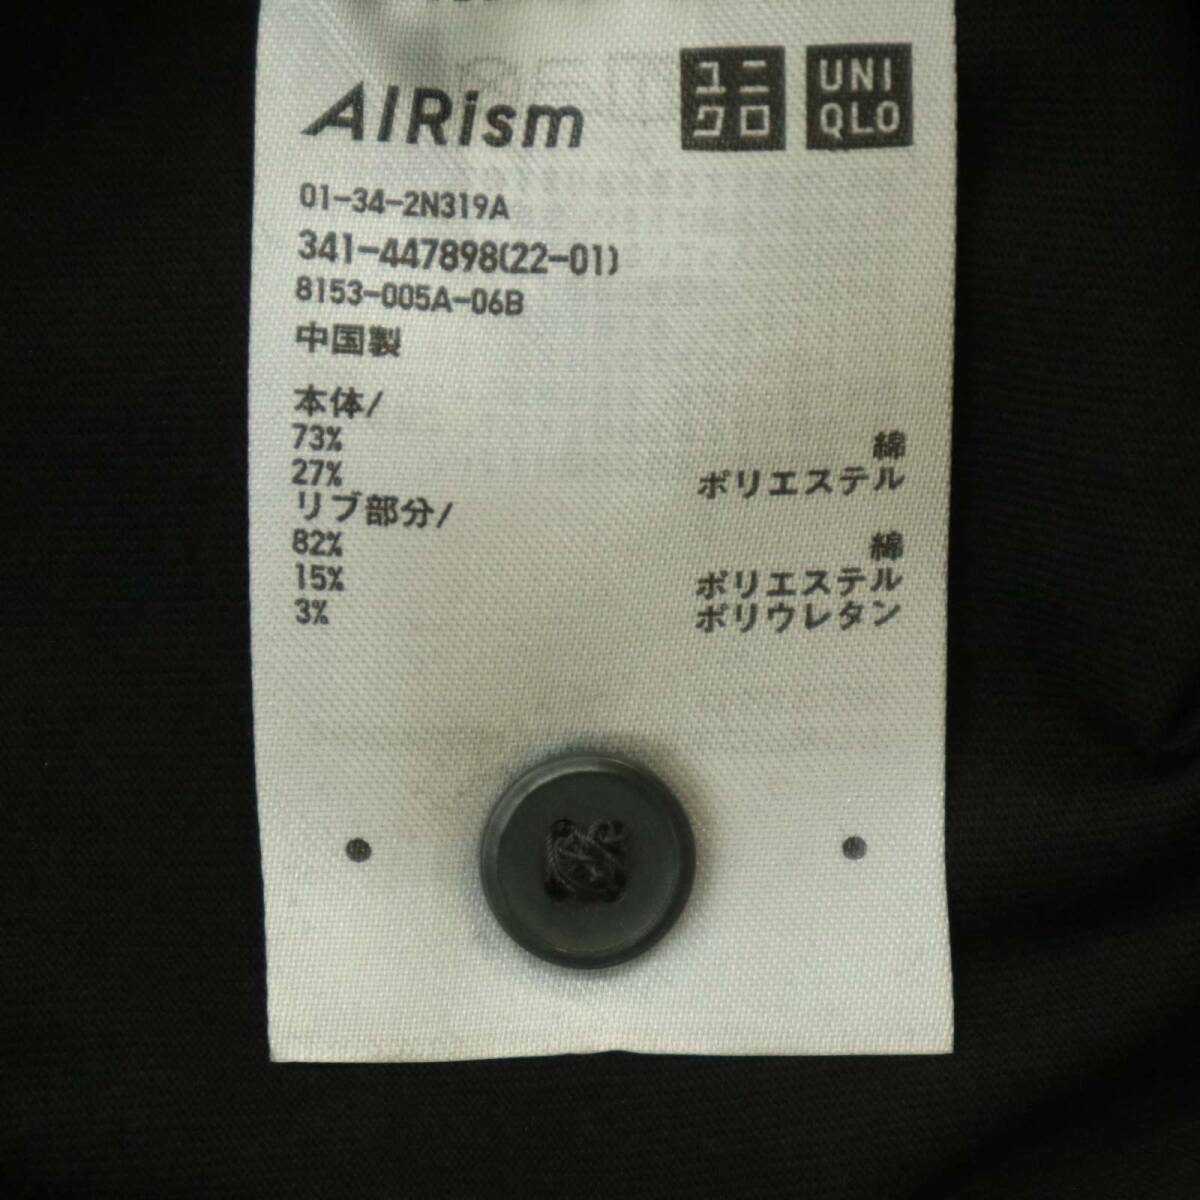 AIRism
ユニ
クロ
UNI
QLO
01-34-2N319A
341-447898(22-01)
8153-005A-06B
中国製
本体/
73% 綿
27% ポリエステル
リブ部分/
82% 綿
15% ポリエステル
3% ポリウレタン